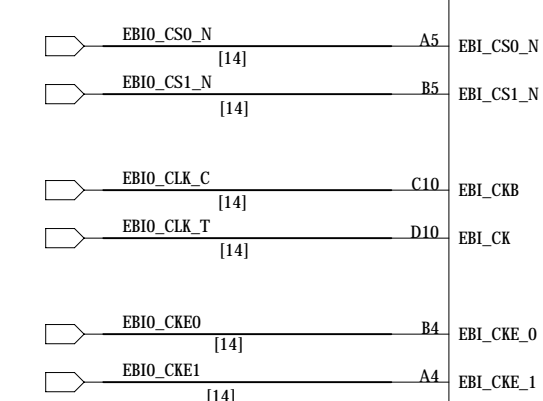 EBI0_CS0_N A5 EBI_CS0_N
[14]
EBI0_CS1_N B5 EBI_CS1_N
[14]
EBI0_CLK_C C10 EBI_CKB
[14]
EBI0_CLK_T D10 EBI_CK
[14]
EBI0_CKE0 B4 EBI_CKE_0
[14]
EBI0_CKE1 A4 EBI_CKE_1
[14]